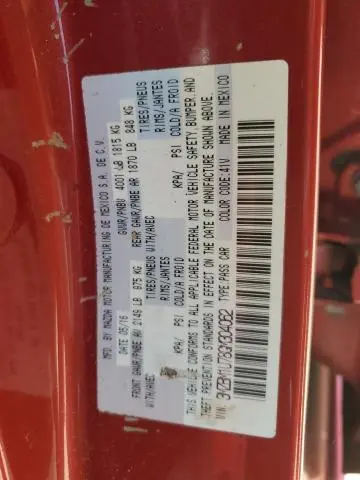 MFD. BY MAZDA MOTOR MANUFACTURING DE MEXICO S.A. DE C.V.
DATE 05/16 GVWR/PNBV 4001 LB 1815 KG
FRONT GAWR/PNBE AV 2149 LB 975 KG REAR GAWR/PNBE AR 1870 LB 848 KG
WITH/AVEC TIRES/PNEUS WITH/AVEC TIRES/PNEUS
RIMS/JANTES RIMS/JANTES
KPA/ PSI COLD/A FROID KPA/ PSI COLD/A FROID
THIS VEHICLE CONFORMS TO ALL APPLICABLE FEDERAL MOTOR VEHICLE SAFETY, BUMPER, AND
THEFT PREVENTION STANDARDS IN EFFECT ON THE DATE OF MANUFACTURE SHOWN ABOVE.
VIN: TYPE:PASS CAR COLOR CODE:41V MADE IN MEXICO